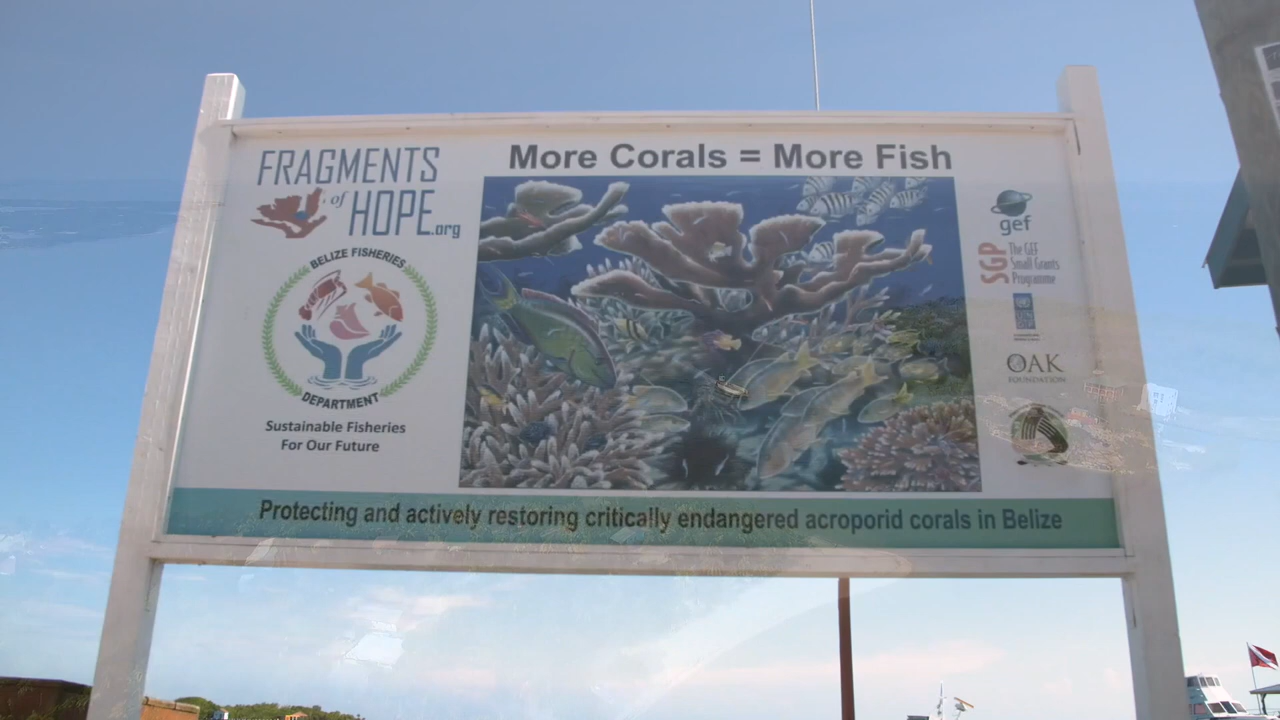 More Corals = More Fish
FRAGMENTS
of
HOPE.org
BELIZE FISHERIES
DEPARTMENT
Sustainable Fisheries
For Our Future
gef
SGP
The GEF
Small Grants
Programme
OAK
FOUNDATION
Protecting and actively restoring critically endangered acroporid corals in Belize